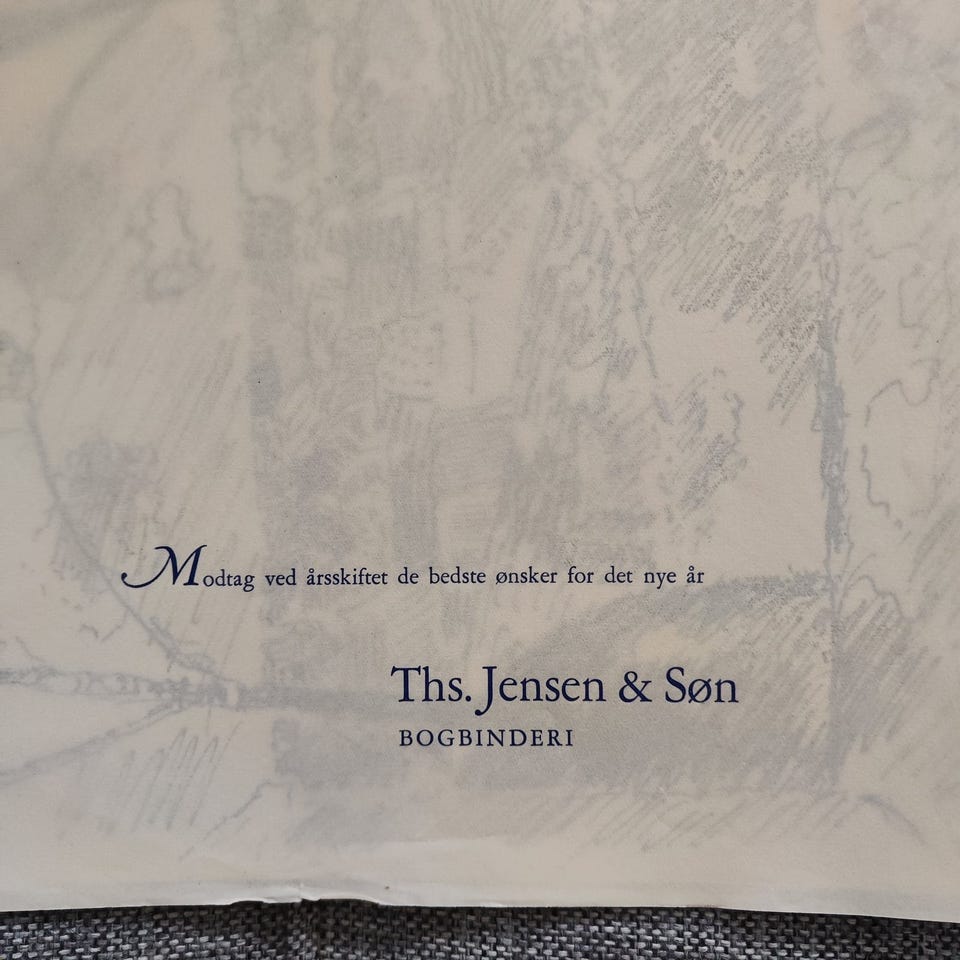 Modtag ved årsskiftet de bedste ønsker for det nye år
Ths. Jensen & Søn
BOGBINDERI